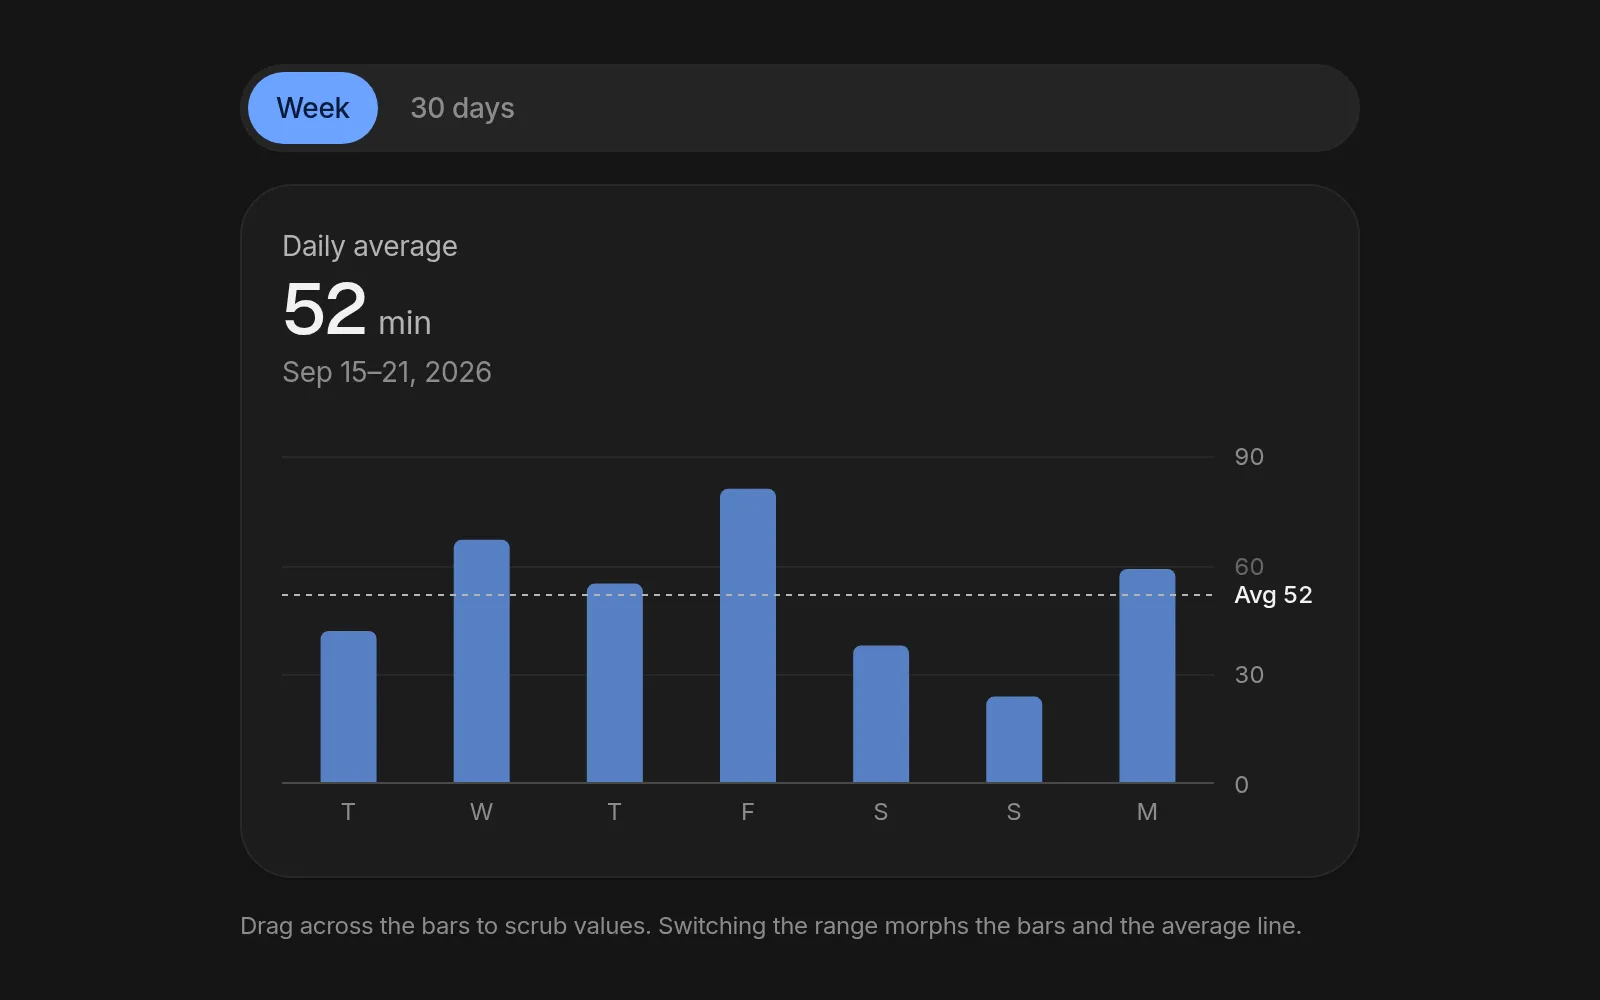 Week
30 days
Daily average
52 min
Sep 15–21, 2026
90
60
Avg 52
30
0
T W T F S S M
Drag across the bars to scrub values. Switching the range morphs the bars and the average line.